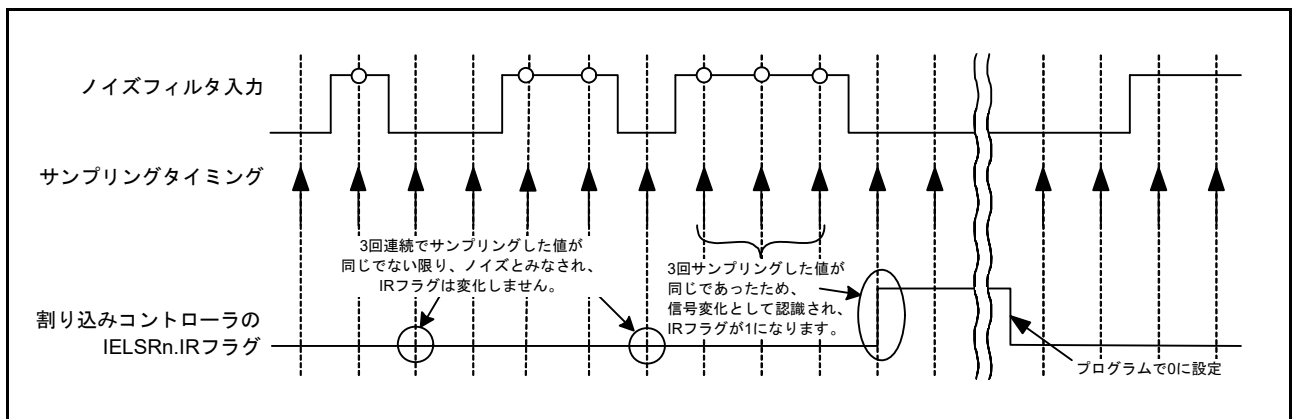 ノイズフィルタ入力
サンプリングタイミング
3回連続でサンプリングした値が
同じでない限り、ノイズとみなされ、
IRフラグは変化しません。
3回サンプリングした値が
同じであったため、
信号変化として認識され、
IRフラグが1になります。
割り込みコントローラの
IELSRn.IRフラグ
プログラムで0に設定